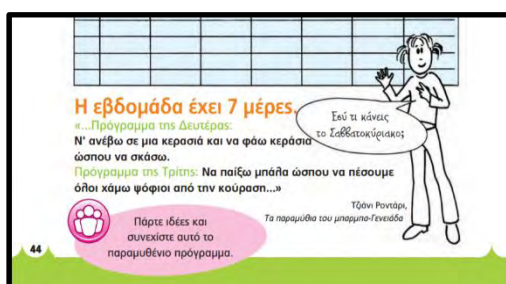 Η εβδομάδα έχει 7 μέρες.
«...Πρόγραμμα της Δευτέρας:
Ν' ανέβω σε μια κερασιά και να φάω κεράσια
ώσπου να σκάσω.
Πρόγραμμα της Τρίτης: Να παίξω μπάλα ώσπου να πέσουμε
όλοι χάμω ψόφιοι από την κούραση...»
Εσύ τι κάνεις
το Σαββατοκύριακο;
Τζιάνι Ροντάρι,
Τα παραμύθια του μπαρμπα-Γενειάδα
Πάρτε ιδέες και
συνεχίστε αυτό το
παραμυθένιο πρόγραμμα.
44